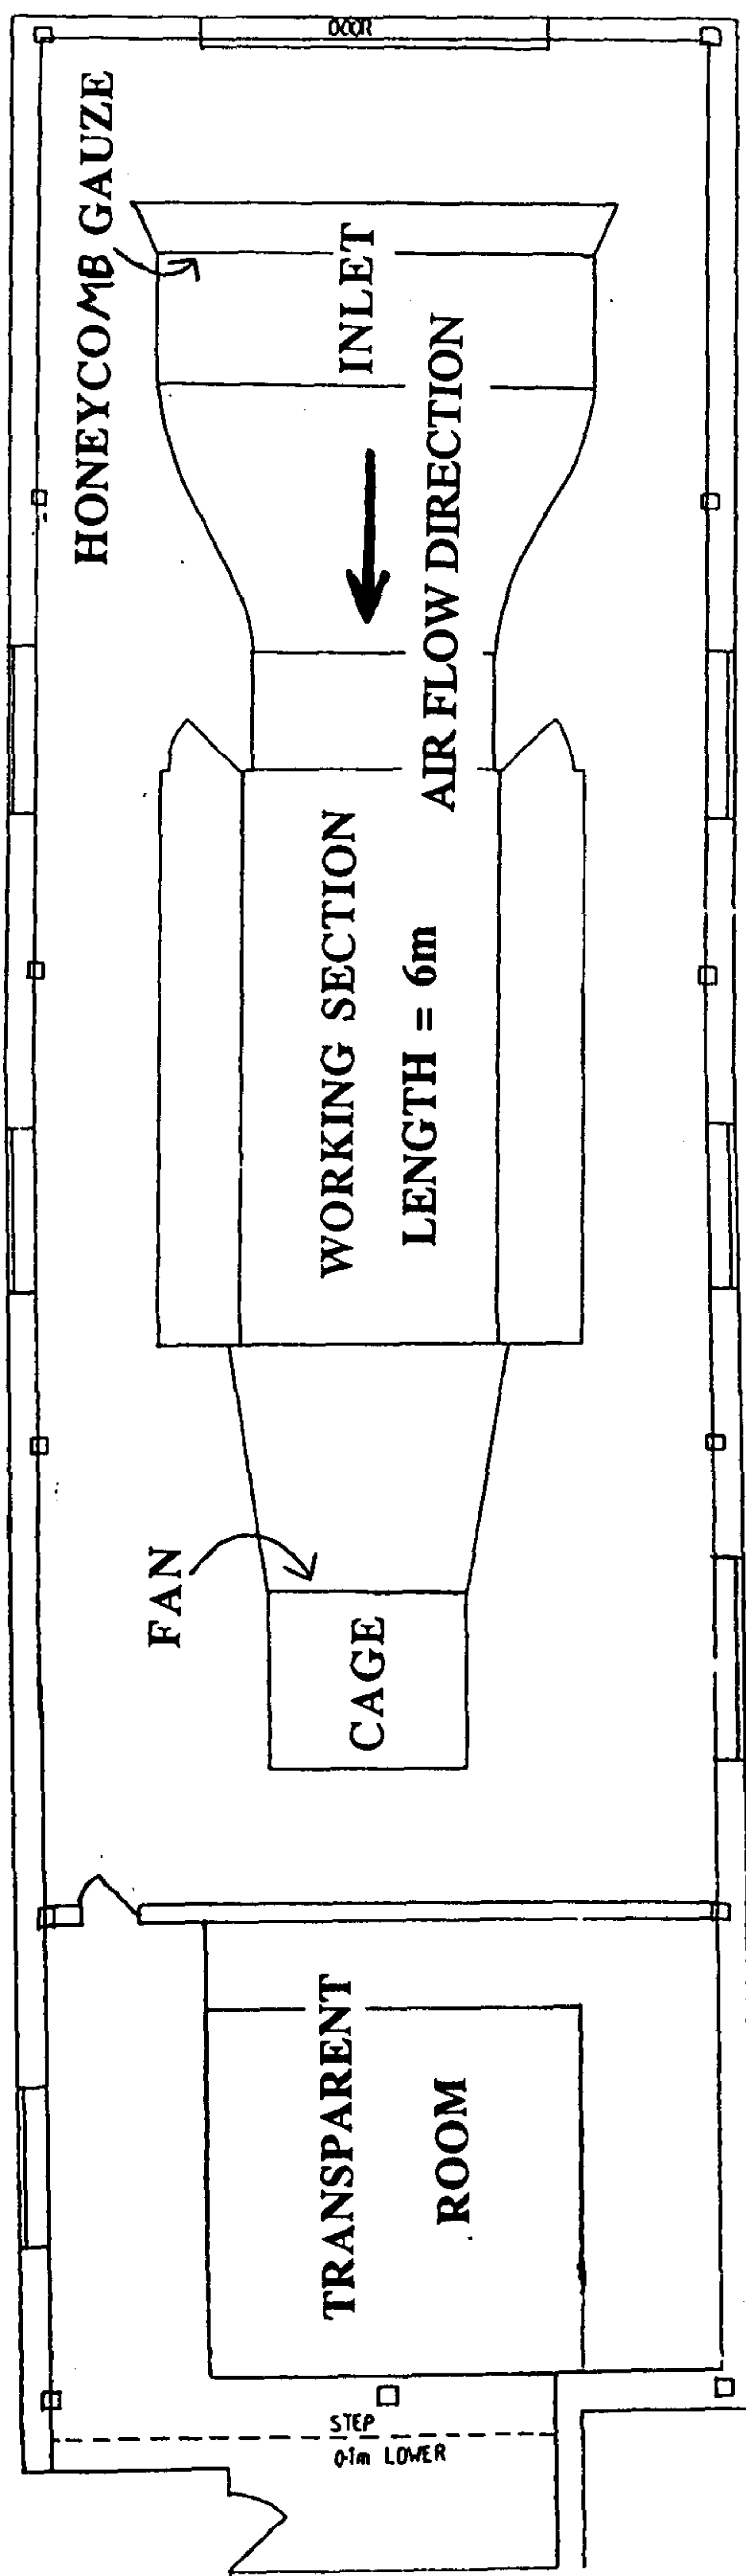 DOOR
HONEYCOMB GAUZE
INLET
AIR FLOW DIRECTION
WORKING SECTION
LENGTH = 6m
FAN
CAGE
TRANSPARENT
ROOM
STEP
0·1m LOWER